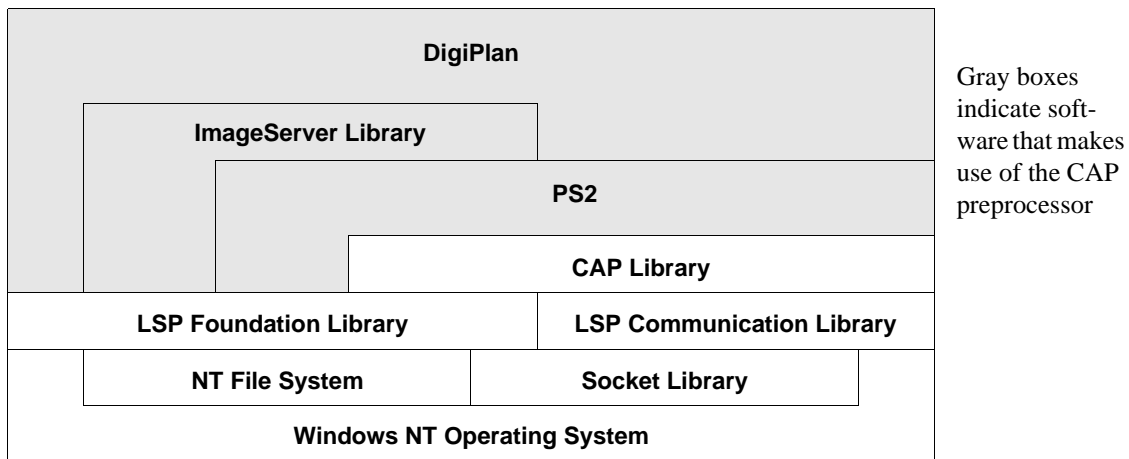 DigiPlan
ImageServer Library
PS2
CAP Library
LSP Foundation Library
LSP Communication Library
NT File System
Socket Library
Windows NT Operating System
Gray boxes
indicate soft-
ware that makes
use of the CAP
preprocessor